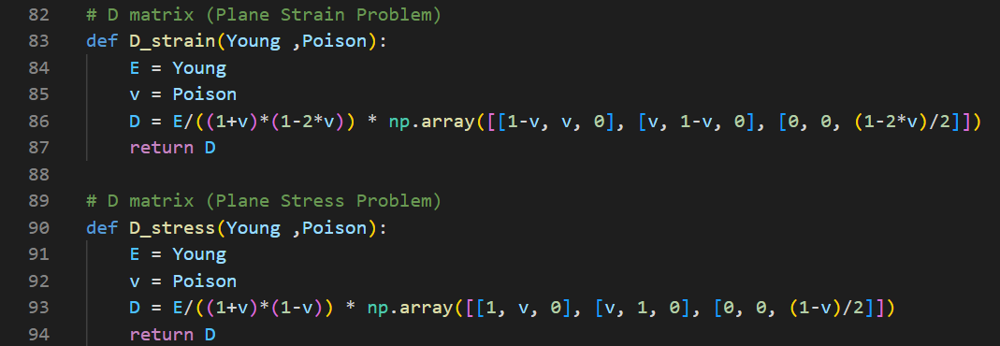 82 # D matrix (Plane Strain Problem)
83 def D_strain(Young ,Poison):
84     E = Young
85     v = Poison
86     D = E/((1+v)*(1-2*v)) * np.array([[1-v, v, 0], [v, 1-v, 0], [0, 0, (1-2*v)/2]])
87     return D
88
89 # D matrix (Plane Stress Problem)
90 def D_stress(Young ,Poison):
91     E = Young
92     v = Poison
93     D = E/((1+v)*(1-v)) * np.array([[1, v, 0], [v, 1, 0], [0, 0, (1-v)/2]])
94     return D